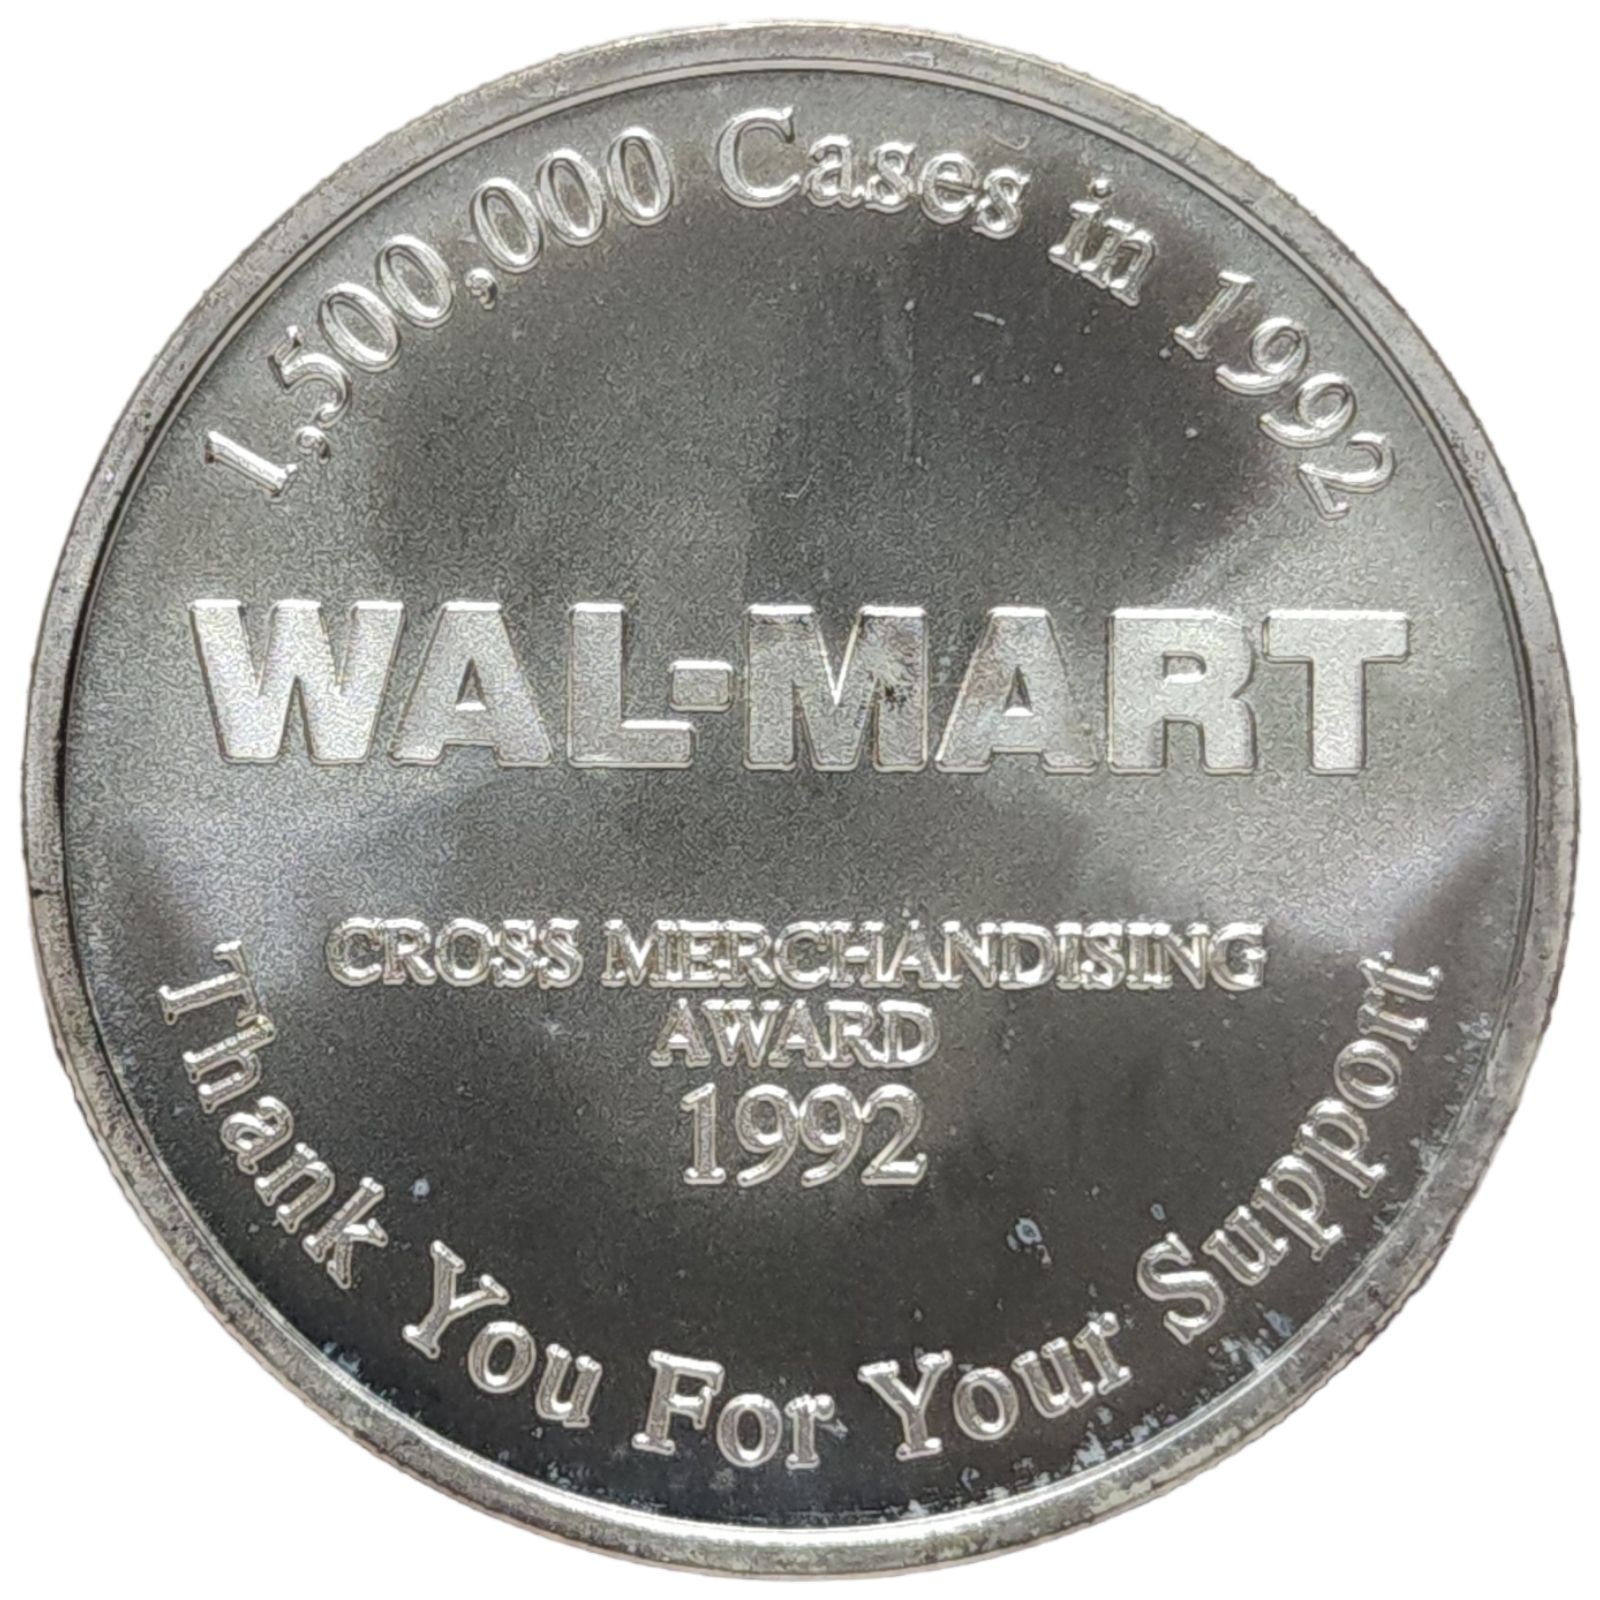 1,500,000 Cases in 1992
WAL-MART
CROSS MERCHANDISING
AWARD
1992
Thank You For Your Support